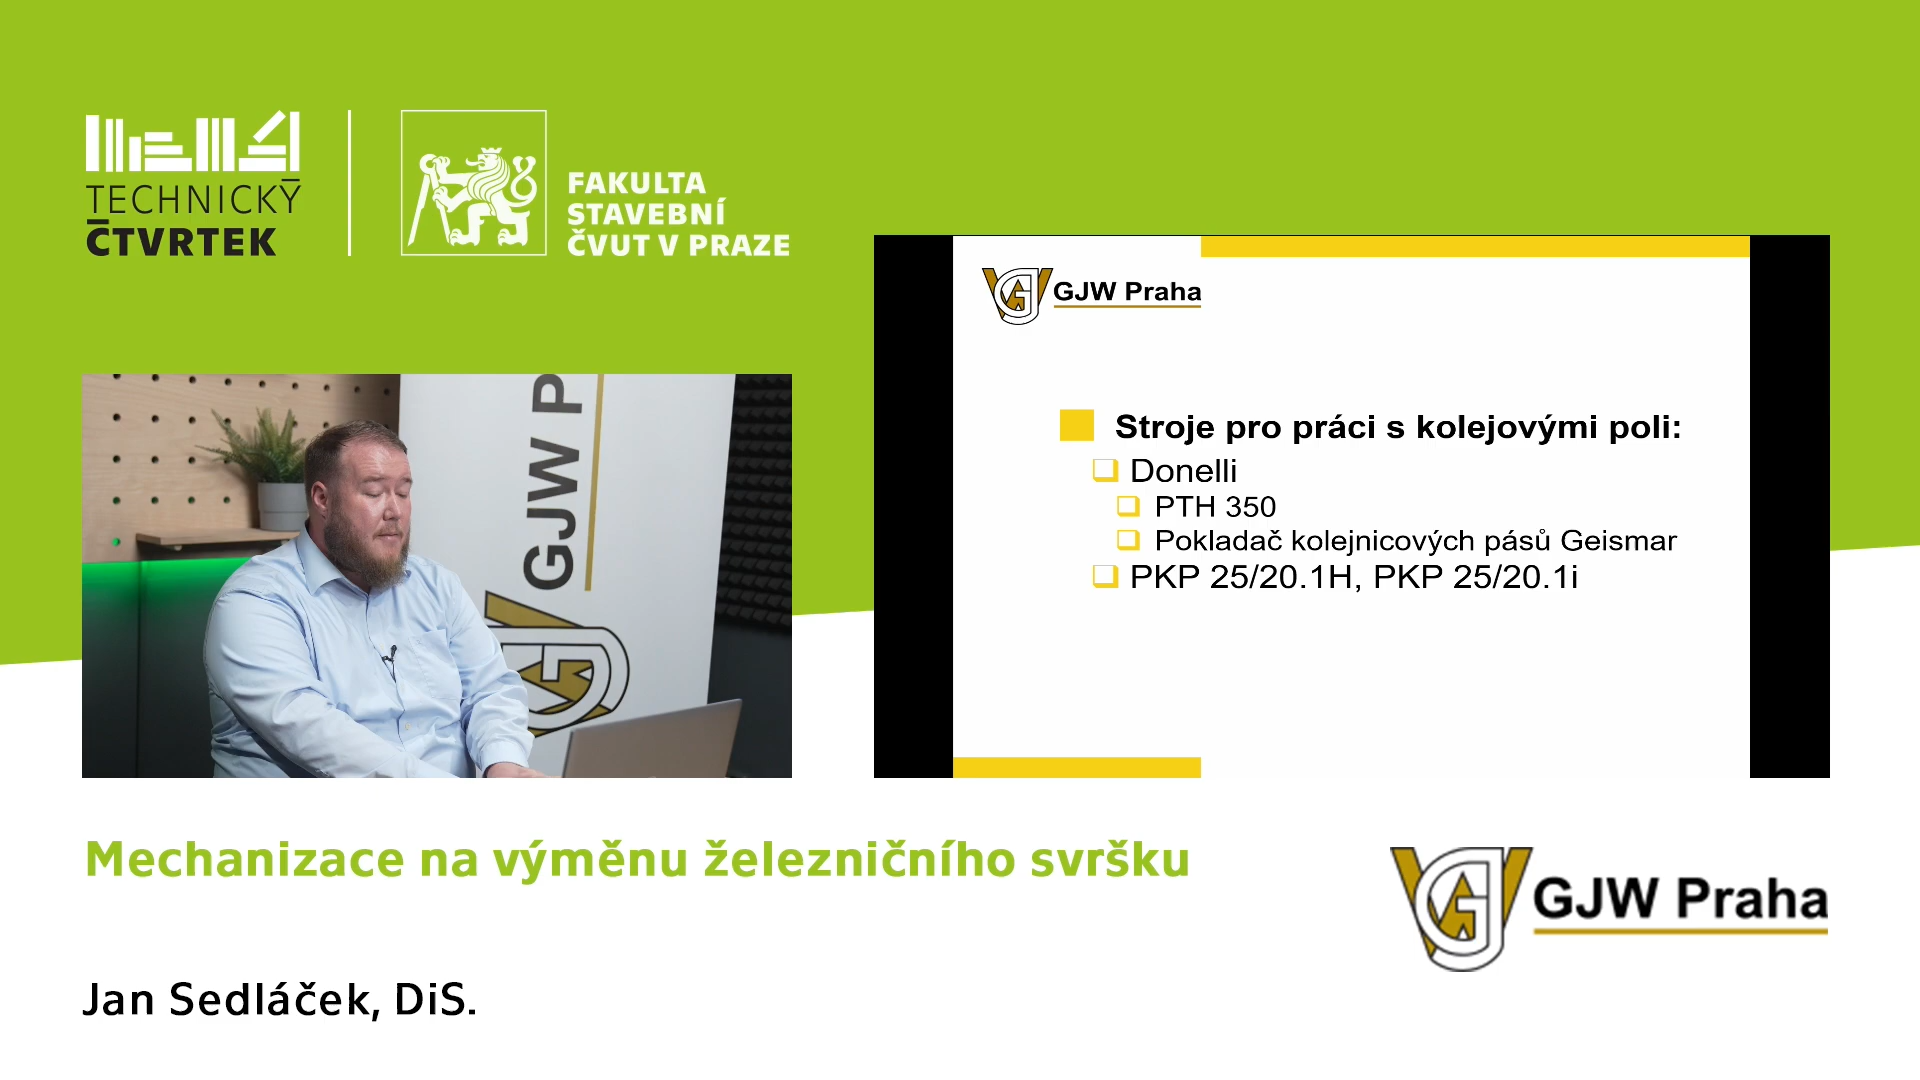 TECHNICKÝ
ČTVRTEK
FAKULTA
STAVEBNÍ
ČVUT V PRAZE
GJW P
GJW Praha
Stroje pro práci s kolejovými poli:
Donelli
PTH 350
Pokladač kolejnicových pásů Geismar
PKP 25/20.1H, PKP 25/20.1i
Mechanizace na výměnu železničního svršku
GJW Praha
Jan Sedláček, DiS.